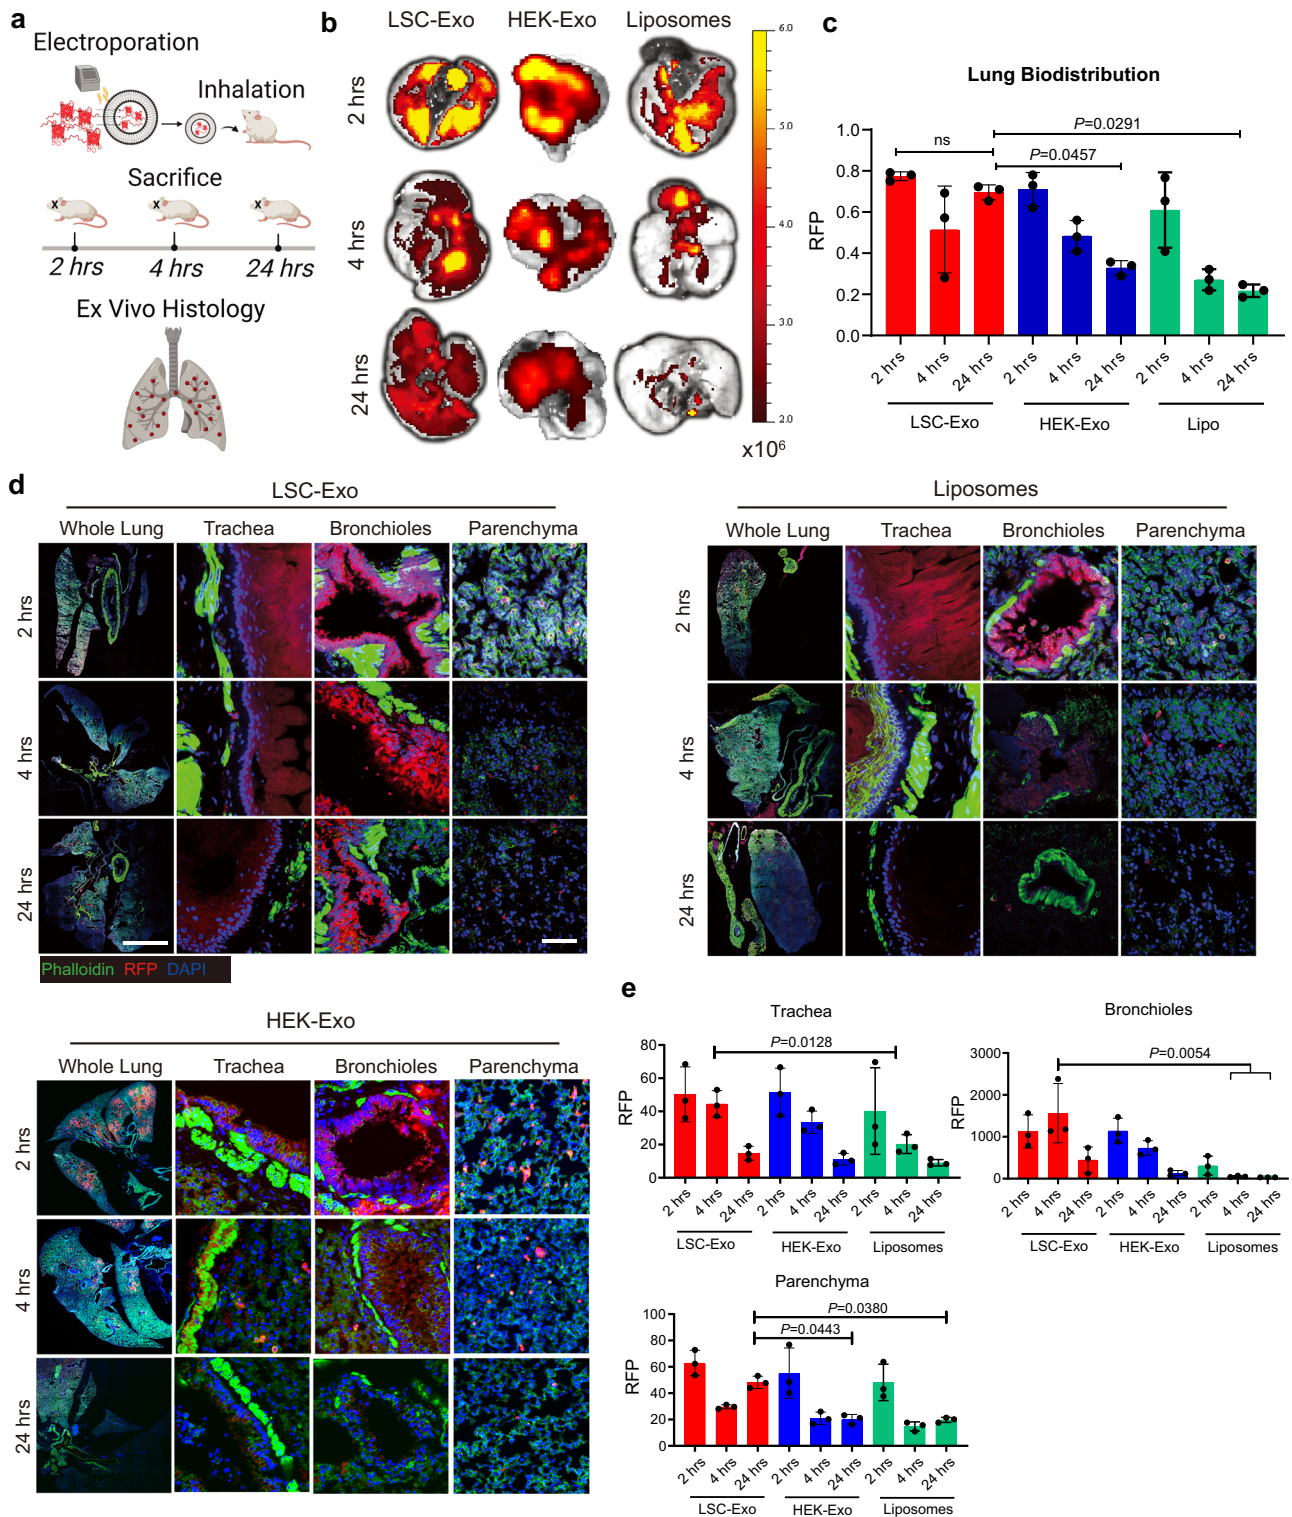 a
Electroporation
Inhalation
Sacrifice
2 hrs 4 hrs 24 hrs
Ex Vivo Histology
b
LSC-Exo HEK-Exo Liposomes
2 hrs
4 hrs
24 hrs
6.0
5.0
4.0
3.0
2.0
x10⁶
c
Lung Biodistribution
RFP
1.0
0.8
0.6
0.4
0.2
0.0
ns
P=0.0291
P=0.0457
2 hrs 4 hrs 24 hrs 2 hrs 4 hrs 24 hrs 2 hrs 4 hrs 24 hrs
LSC-Exo HEK-Exo Lipo
d
LSC-Exo
Whole Lung Trachea Bronchioles Parenchyma
2 hrs
4 hrs
24 hrs
Phalloidin RFP DAPI
Liposomes
Whole Lung Trachea Bronchioles Parenchyma
2 hrs
4 hrs
24 hrs
HEK-Exo
Whole Lung Trachea Bronchioles Parenchyma
2 hrs
4 hrs
24 hrs
e
Trachea
RFP
80
60
40
20
0
P=0.0128
2 hrs 4 hrs 24 hrs 2 hrs 4 hrs 24 hrs 2 hrs 4 hrs 24 hrs
LSC-Exo HEK-Exo Liposomes
Bronchioles
RFP
3000
2000
1000
0
P=0.0054
2 hrs 4 hrs 24 hrs 2 hrs 4 hrs 24 hrs 2 hrs 4 hrs 24 hrs
LSC-Exo HEK-Exo Liposomes
Parenchyma
RFP
100
80
60
40
20
0
P=0.0380
P=0.0443
2 hrs 4 hrs 24 hrs 2 hrs 4 hrs 24 hrs 2 hrs 4 hrs 24 hrs
LSC-Exo HEK-Exo Liposomes